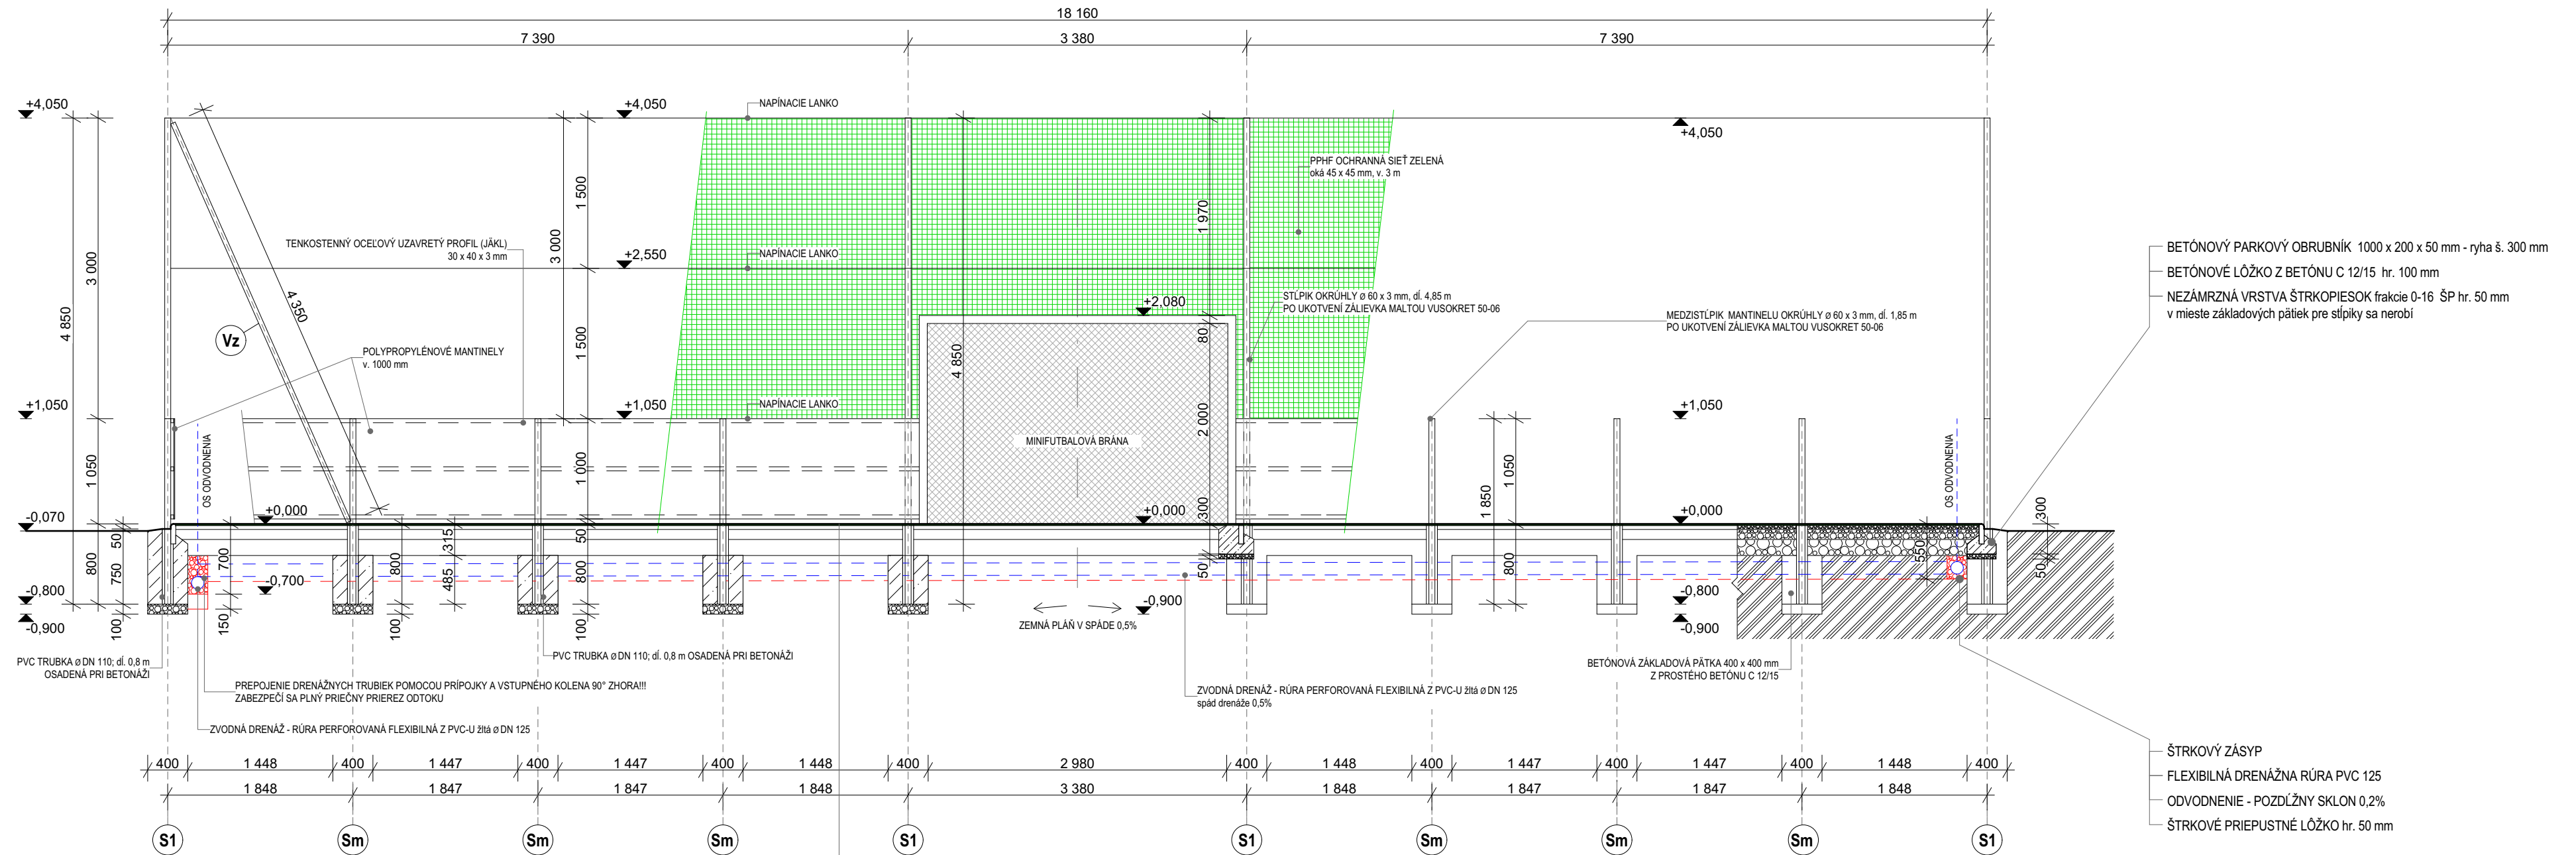 18 160
7 390
3 380
7 390
+4,050
+4,050
NAPÍNACIE LANKO
+4,050
PPHF OCHRANNÁ SIEŤ ZELENÁ
oká 45 x 45 mm, v. 3 m
1 500
1 970
3 000
TENKOSTENNÝ OCEĽOVÝ UZAVRETÝ PROFIL (JÄKL)
30 x 40 x 3 mm
3 000
+2,550
NAPÍNACIE LANKO
BETÓNOVÝ PARKOVÝ OBRUBNÍK 1000 x 200 x 50 mm - ryha š. 300 mm
BETÓNOVÉ LÔŽKO Z BETÓNU C 12/15 hr. 100 mm
NEZÁMRZNÁ VRSTVA ŠTRKOPIESOK frakcie 0-16 ŠP hr. 50 mm
v mieste základových pätiek pre stĺpiky sa nerobí
4 850
4 350
+2,080
STĹPIK OKRÚHLY ø 60 x 3 mm, dĺ. 4,85 m
PO UKOTVENÍ ZÁLIEVKA MALTOU VUSOKRET 50-06
MEDZISTĹPIK MANTINELU OKRÚHLY ø 60 x 3 mm, dĺ. 1,85 m
PO UKOTVENÍ ZÁLIEVKA MALTOU VUSOKRET 50-06
Vz
POLYPROPYLÉNOVÉ MANTINELY
v. 1000 mm
1 500
4 850
80
+1,050
+1,050
NAPÍNACIE LANKO
+1,050
1 050
OS ODVODNENIA
1 000
MINIFUTBALOVÁ BRÁNA
2 000
1 850
1 050
OS ODVODNENIA
-0,070
+0,000
+0,000
300
+0,000
300
50
800
750
700
800
315
485
50
800
50
800
550
50
-0,800
-0,700
-0,800
-0,900
100
150
100
100
-0,900
-0,900
ZEMNÁ PLÁŇ V SPÁDE 0,5%
PVC TRUBKA ø DN 110; dĺ. 0,8 m
OSADENÁ PRI BETONÁŽI
PVC TRUBKA ø DN 110; dĺ. 0,8 m OSADENÁ PRI BETONÁŽI
BETÓNOVÁ ZÁKLADOVÁ PÄTKA 400 x 400 mm
Z PROSTÉHO BETÓNU C 12/15
PREPOJENIE DRENÁŽNYCH TRUBIEK POMOCOU PRÍPOJKY A VSTUPNÉHO KOLENA 90° ZHORA!!!
ZABEZPEČÍ SA PLNÝ PRIEČNY PRIEREZ ODTOKU
ZVODNÁ DRENÁŽ - RÚRA PERFOROVANÁ FLEXIBILNÁ Z PVC-U žltá ø DN 125
spád drenáže 0,5%
ZVODNÁ DRENÁŽ - RÚRA PERFOROVANÁ FLEXIBILNÁ Z PVC-U žltá ø DN 125
ŠTRKOVÝ ZÁSYP
FLEXIBILNÁ DRENÁŽNA RÚRA PVC 125
ODVODNENIE - POZDĹŽNY SKLON 0,2%
ŠTRKOVÉ PRIEPUSTNÉ LÔŽKO hr. 50 mm
400 1 448 400 1 447 400 1 447 400 1 448 400 2 980 400 1 448 400 1 447 400 1 447 400 1 448 400
1 848 1 847 1 847 1 848 3 380 1 848 1 847 1 847 1 848
S1 Sm Sm Sm S1 S1 Sm Sm Sm S1